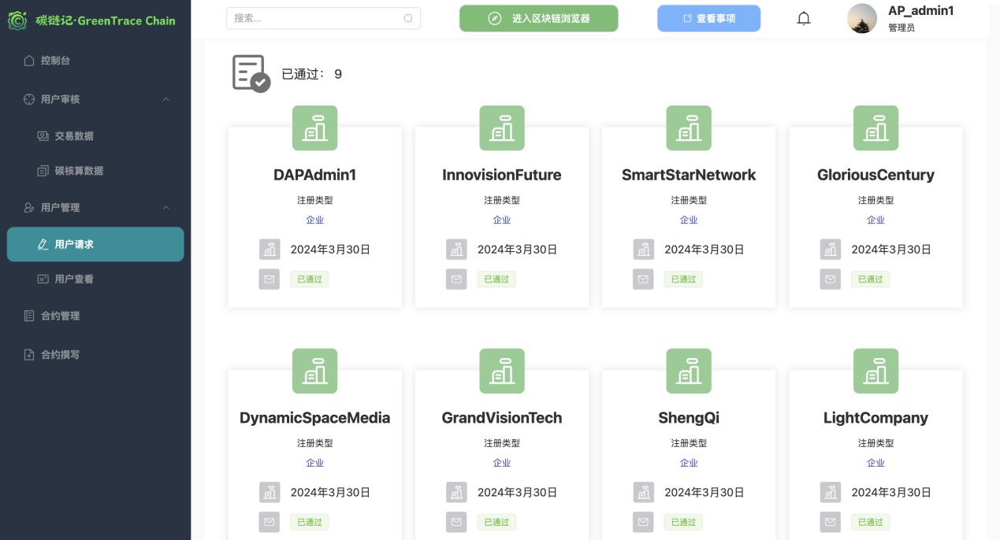 碳链记·GreenTrace Chain
搜索...
进入区块链浏览器
查看事项
AP_admin1
管理员
控制台
用户审核
交易数据
碳核算数据
用户管理
用户请求
用户查看
合约管理
合约撰写
已通过： 9
DAPAdmin1
注册类型
企业
2024年3月30日
已通过
InnovisionFuture
注册类型
企业
2024年3月30日
已通过
SmartStarNetwork
注册类型
企业
2024年3月30日
已通过
GloriousCentury
注册类型
企业
2024年3月30日
已通过
DynamicSpaceMedia
注册类型
企业
2024年3月30日
已通过
GrandVisionTech
注册类型
企业
2024年3月30日
已通过
ShengQi
注册类型
企业
2024年3月30日
已通过
LightCompany
注册类型
企业
2024年3月30日
已通过